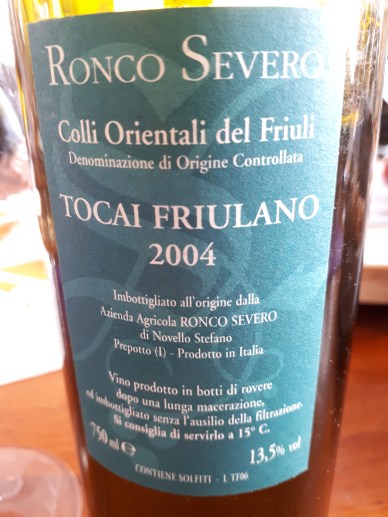 RONCO SEVERO
Colli Orientali del Friuli
Denominazione di Origine Controllata
TOCAI FRIULANO
2004
Imbottigliato all'origine dalla
Azienda Agricola RONCO SEVERO
di Novello Stefano
Prepotto (I) - Prodotto in Italia
Vino prodotto in botti di rovere
dopo una lunga macerazione,
ed imbottigliato senza l'ausilio della filtrazione.
Si consiglia di servirlo a 15° C.
750 ml ℮ 13,5% vol
CONTIENE SOLFITI - L TF06